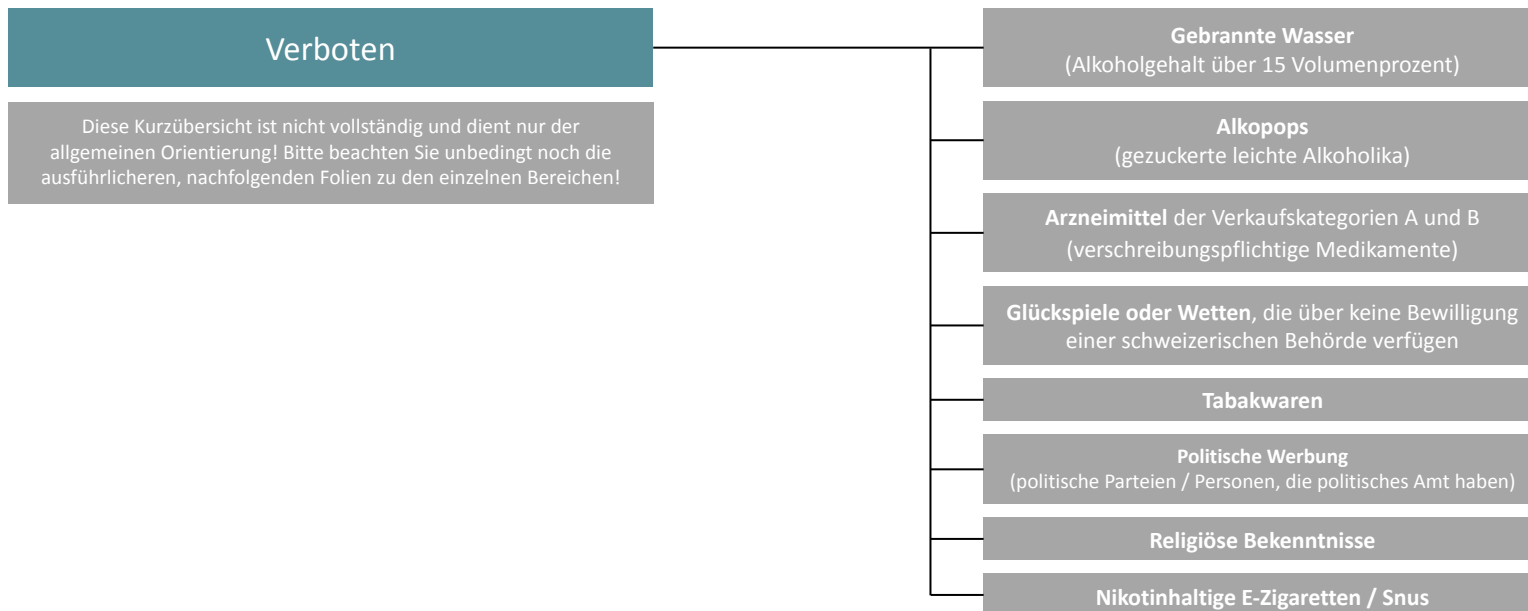 Verboten
Diese Kurzübersicht ist nicht vollständig und dient nur der
allgemeinen Orientierung! Bitte beachten Sie unbedingt noch die
ausführlicheren, nachfolgenden Folien zu den einzelnen Bereichen!
Gebrannte Wasser
(Alkoholgehalt über 15 Volumenprozent)
Alkopops
(gezuckerte leichte Alkoholika)
Arzneimittel der Verkaufskategorien A und B
(verschreibungspflichtige Medikamente)
Glückspiele oder Wetten, die über keine Bewilligung
einer schweizerischen Behörde verfügen
Tabakwaren
Politische Werbung
(politische Parteien / Personen, die politisches Amt haben)
Religiöse Bekenntnisse
Nikotinhaltige E-Zigaretten / Snus